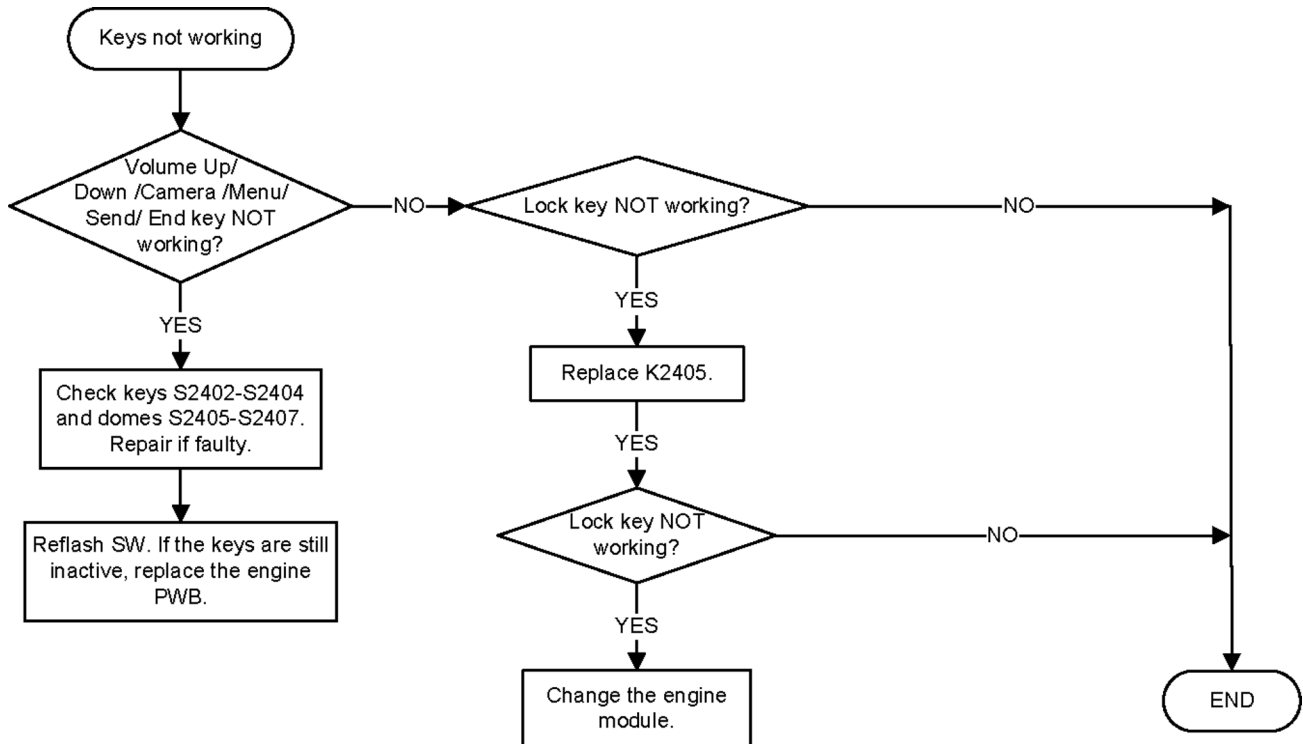 Keys not working
Volume Up/
Down /Camera /Menu/
Send/ End key NOT
working?
NO
Lock key NOT working?
NO
YES
YES
Check keys S2402-S2404
and domes S2405-S2407.
Repair if faulty.
Replace K2405.
YES
Reflash SW. If the keys are still
inactive, replace the engine
PWB.
Lock key NOT
working?
NO
YES
Change the engine
module.
END